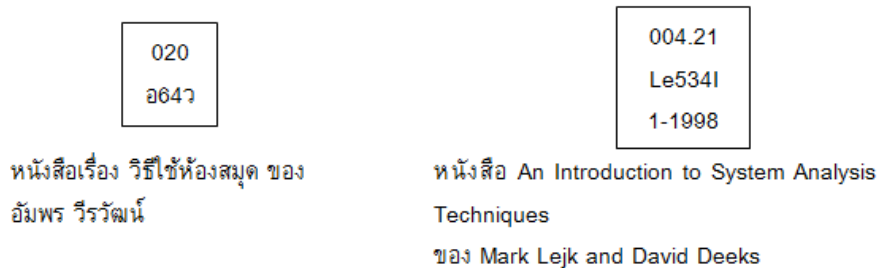 020
อ64ว
หนังสือเรื่อง วิธีใช้ห้องสมุด ของ
อัมพร วีรวัฒน์
004.21
Le534I
1-1998
หนังสือ An Introduction to System Analysis
Techniques
ของ Mark Lejk and David Deeks